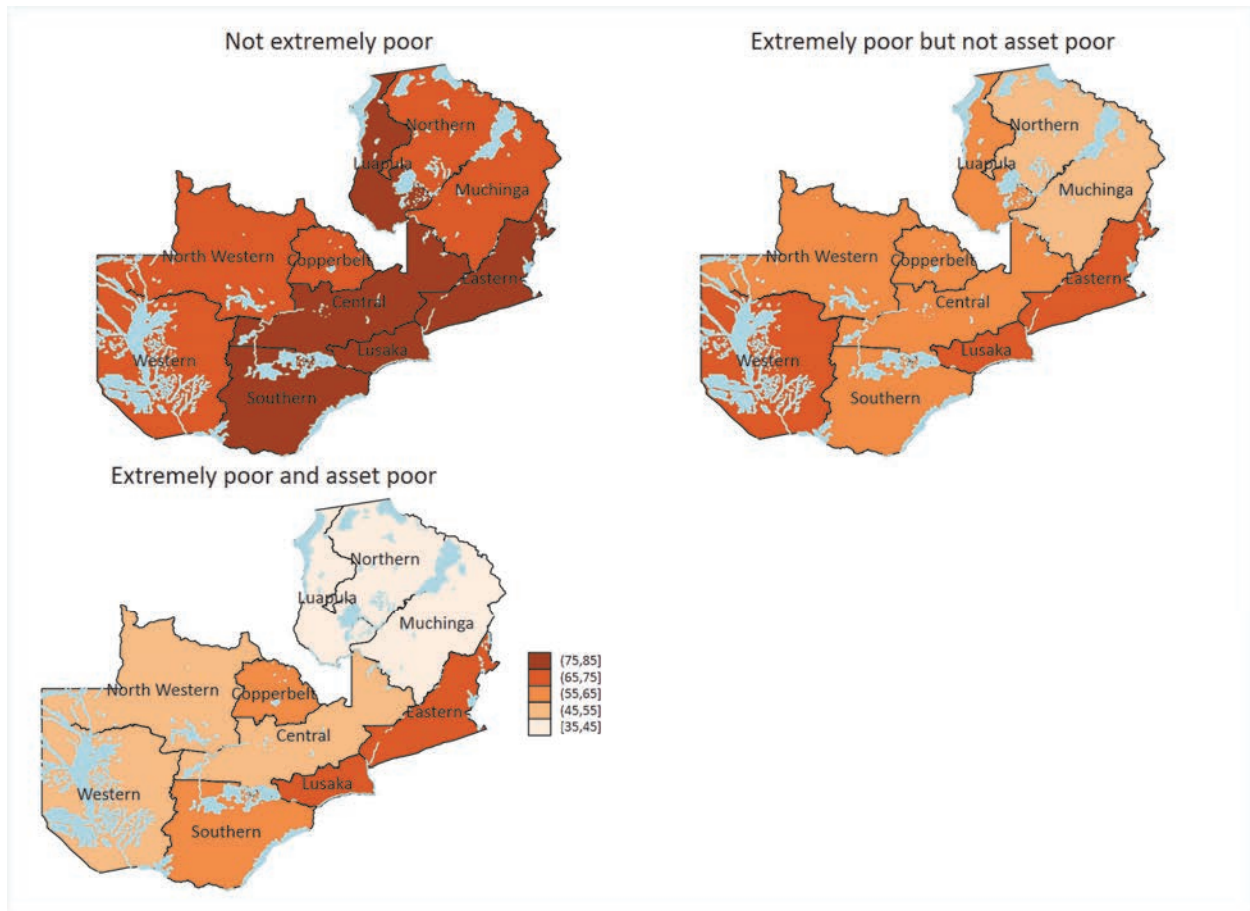 Not extremely poor
Extremely poor but not asset poor
Northern
Luapula
Muchinga
North Western
Copperbelt
Eastern
Central
Lusaka
Western
Southern
Northern
Luapula
Muchinga
North Western
Copperbelt
Eastern
Central
Lusaka
Western
Southern
Extremely poor and asset poor
Northern
Luapula
Muchinga
North Western
Copperbelt
Eastern
Central
Lusaka
Western
Southern
(75,85]
(65,75]
(55,65]
(45,55]
[35,45]